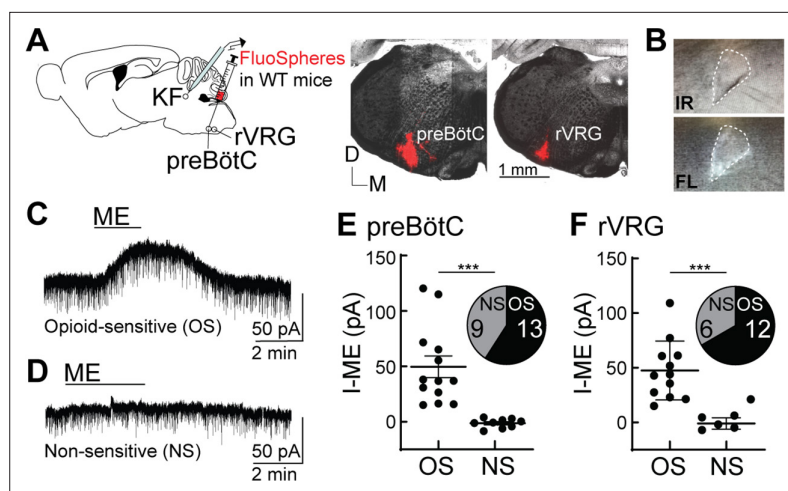 A
FluoSpheres
in WT mice
KF
rVRG
preBötC
preBötC
rVRG
D
M
1 mm
B
IR
FL
C
ME
Opioid-sensitive (OS)
50 pA
2 min
D
ME
Non-sensitive (NS)
50 pA
2 min
E preBötC
***
I-ME (pA)
150
100
50
0
NS OS
9 13
OS NS
F rVRG
***
I-ME (pA)
150
100
50
0
NS OS
6 12
OS NS